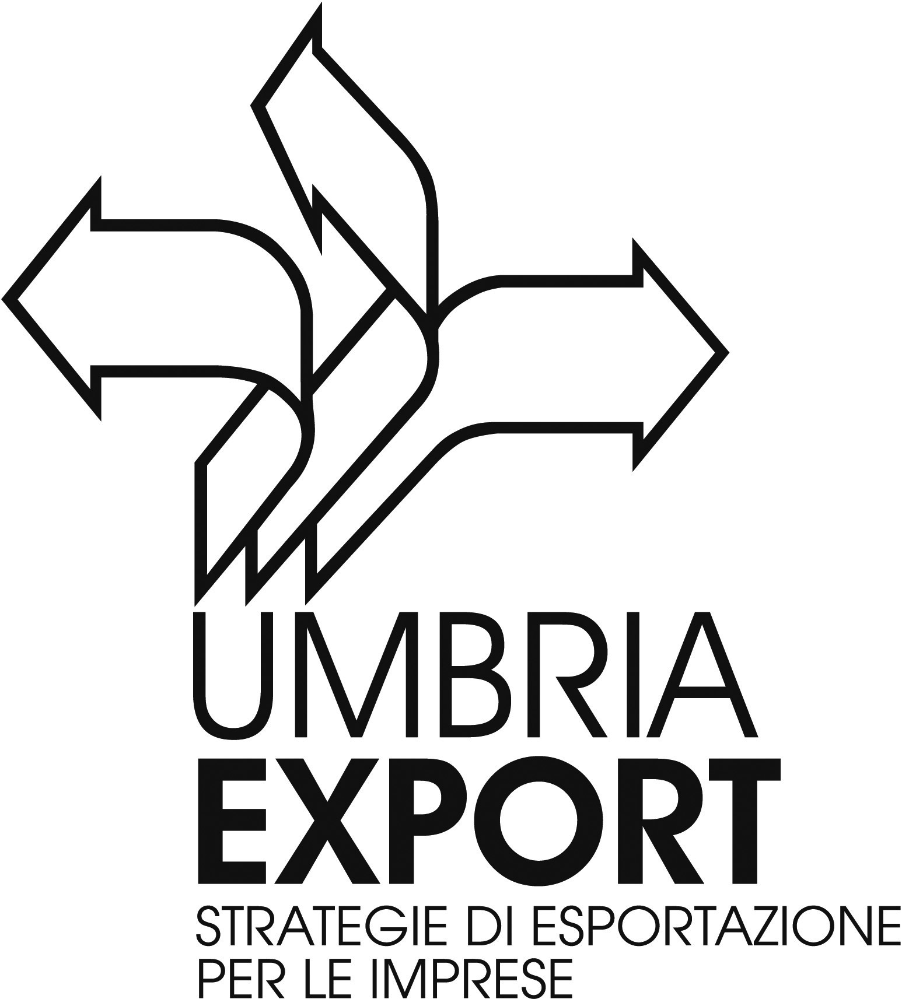 UMBRIA
EXPORT
STRATEGIE DI ESPORTAZIONE
PER LE IMPRESE